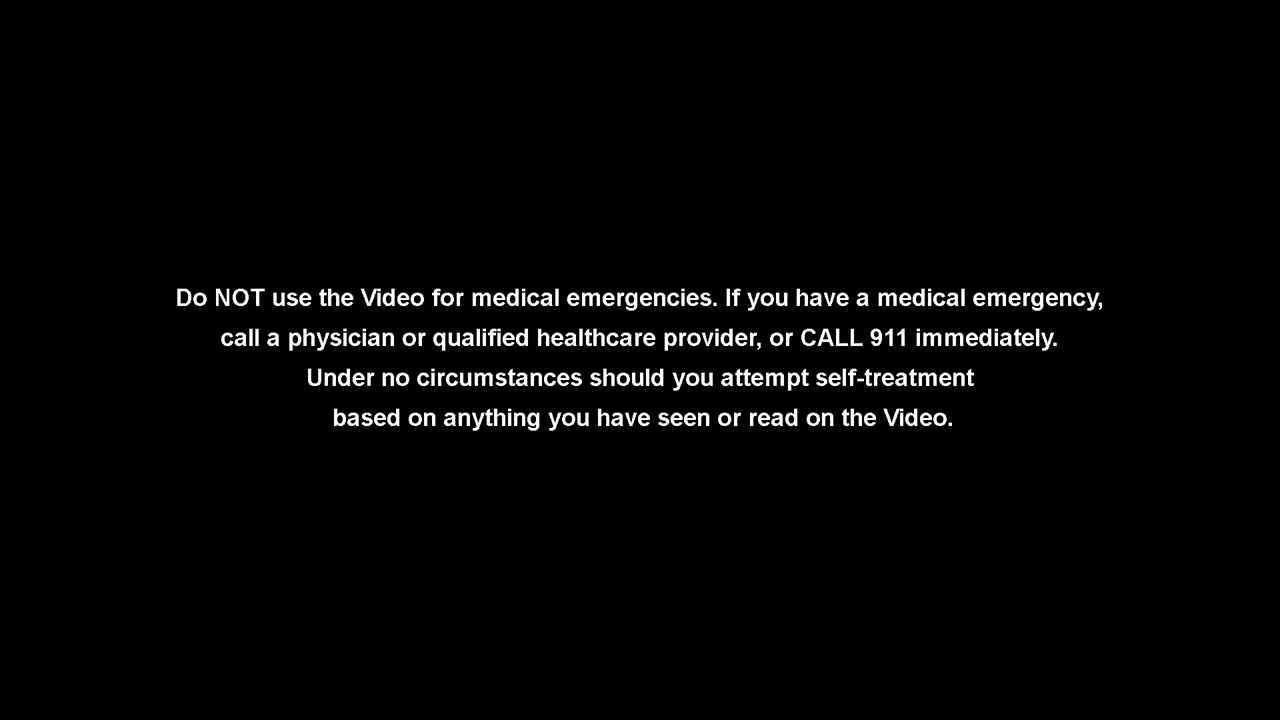 Do NOT use the Video for medical emergencies. If you have a medical emergency,
call a physician or qualified healthcare provider, or CALL 911 immediately.
Under no circumstances should you attempt self-treatment
based on anything you have seen or read on the Video.